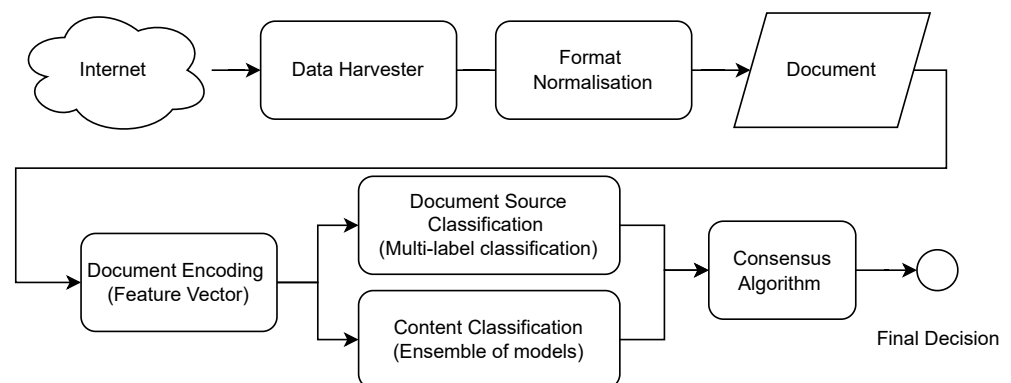 Internet
Data Harvester
Format
Normalisation
Document
Document Encoding
(Feature Vector)
Document Source
Classification
(Multi-label classification)
Content Classification
(Ensemble of models)
Consensus
Algorithm
Final Decision